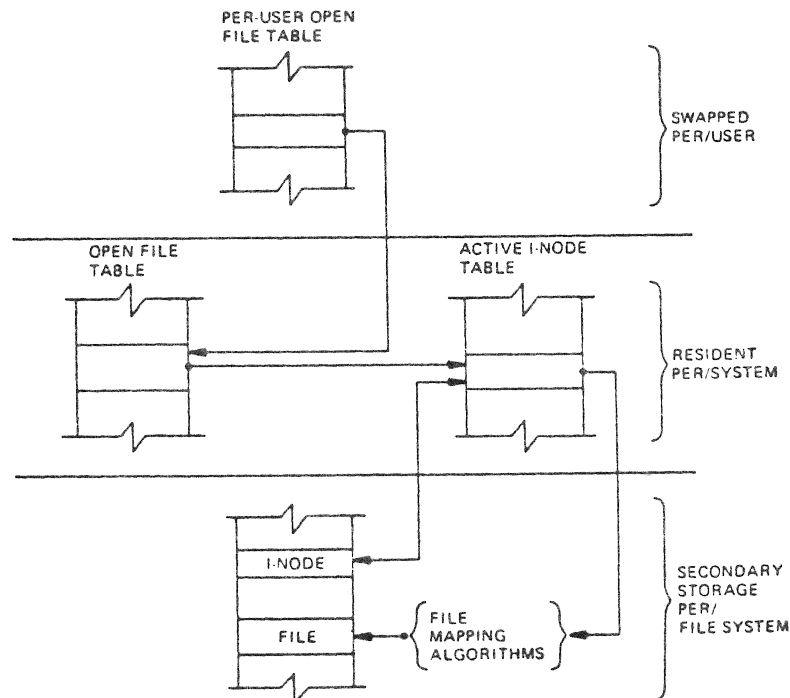 PER-USER OPEN
FILE TABLE
SWAPPED
PER/USER
OPEN FILE
TABLE
ACTIVE I-NODE
TABLE
RESIDENT
PER/SYSTEM
I-NODE
FILE
FILE
MAPPING
ALGORITHMS
SECONDARY
STORAGE
PER/
FILE SYSTEM